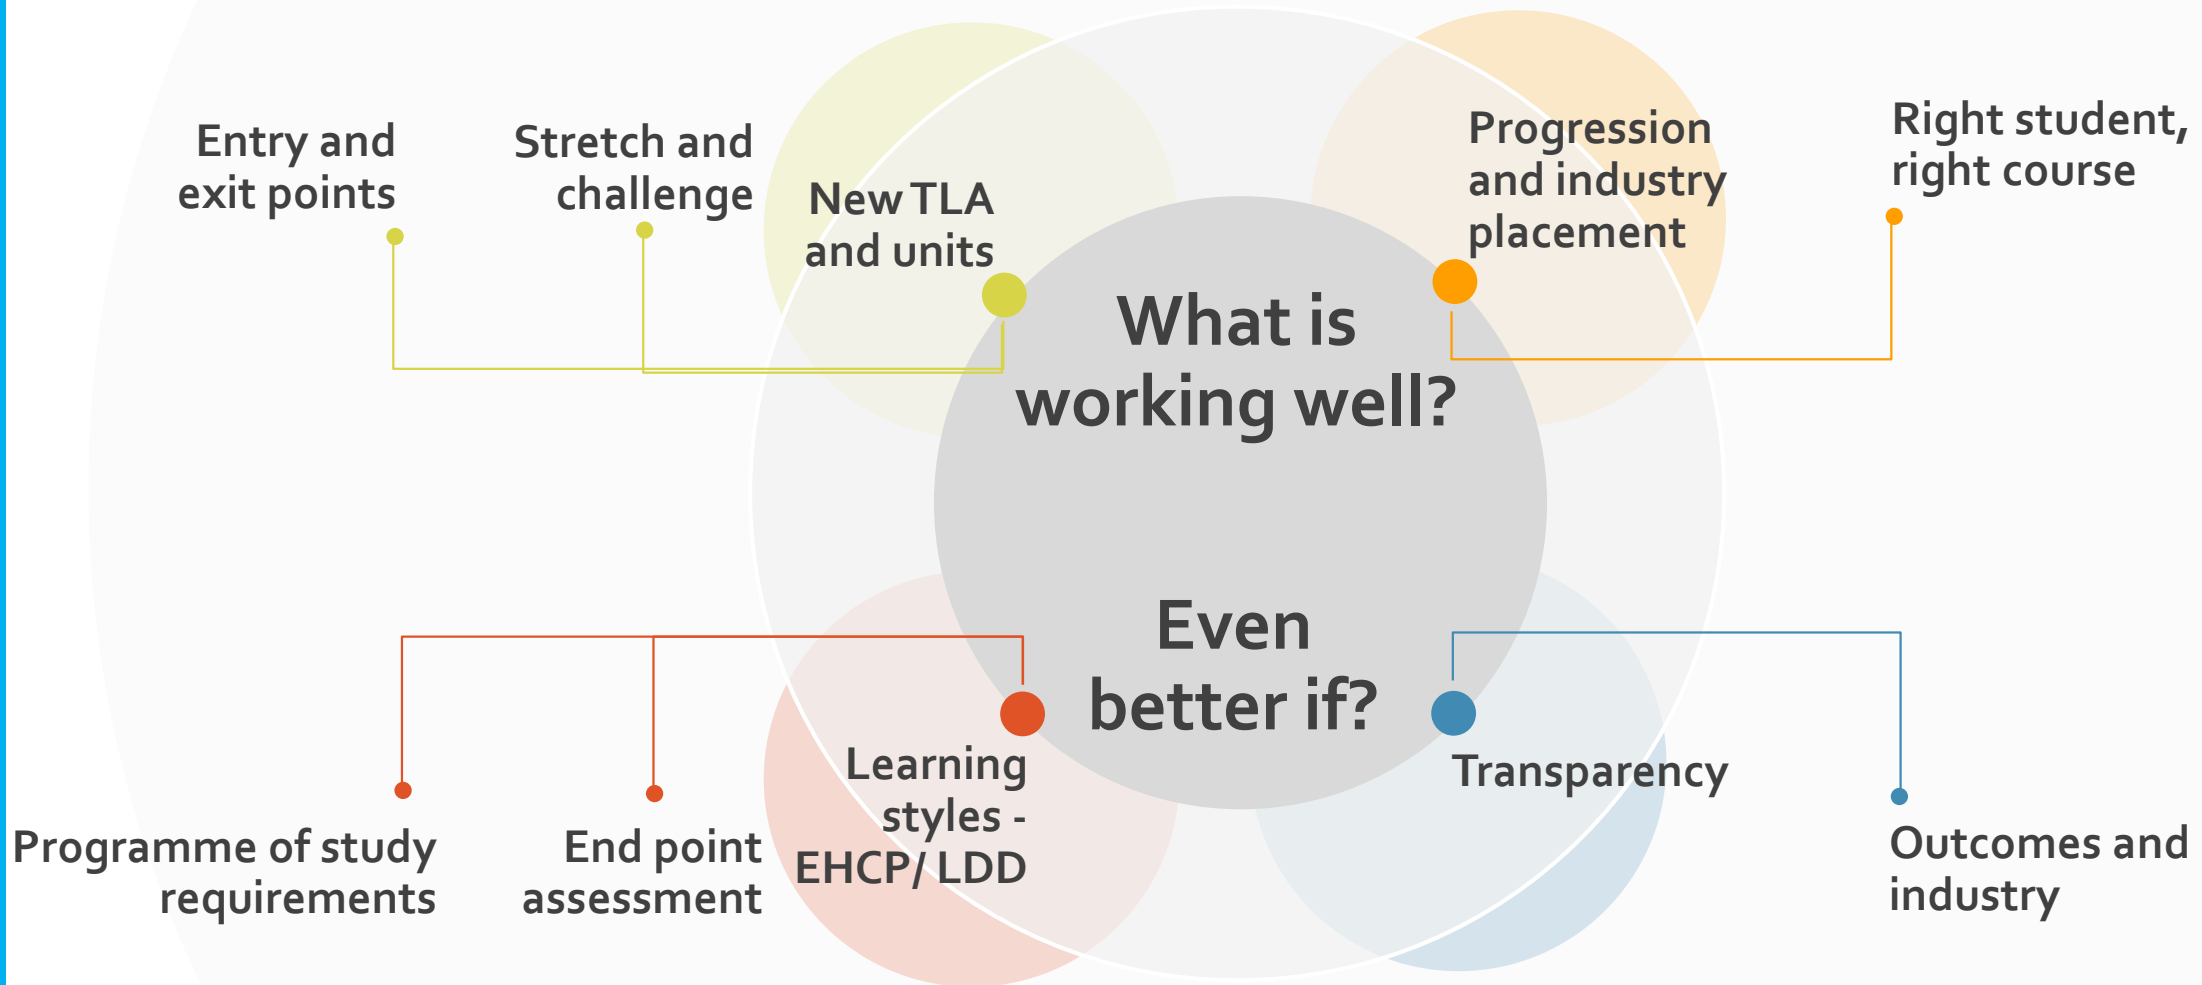 Entry and
exit points
Stretch and
challenge
New TLA
and units
Progression
and industry
placement
Right student,
right course
What is
working well?
Even
better if?
Programme of study
requirements
End point
assessment
Learning
styles -
EHCP/ LDD
Transparency
Outcomes and
industry